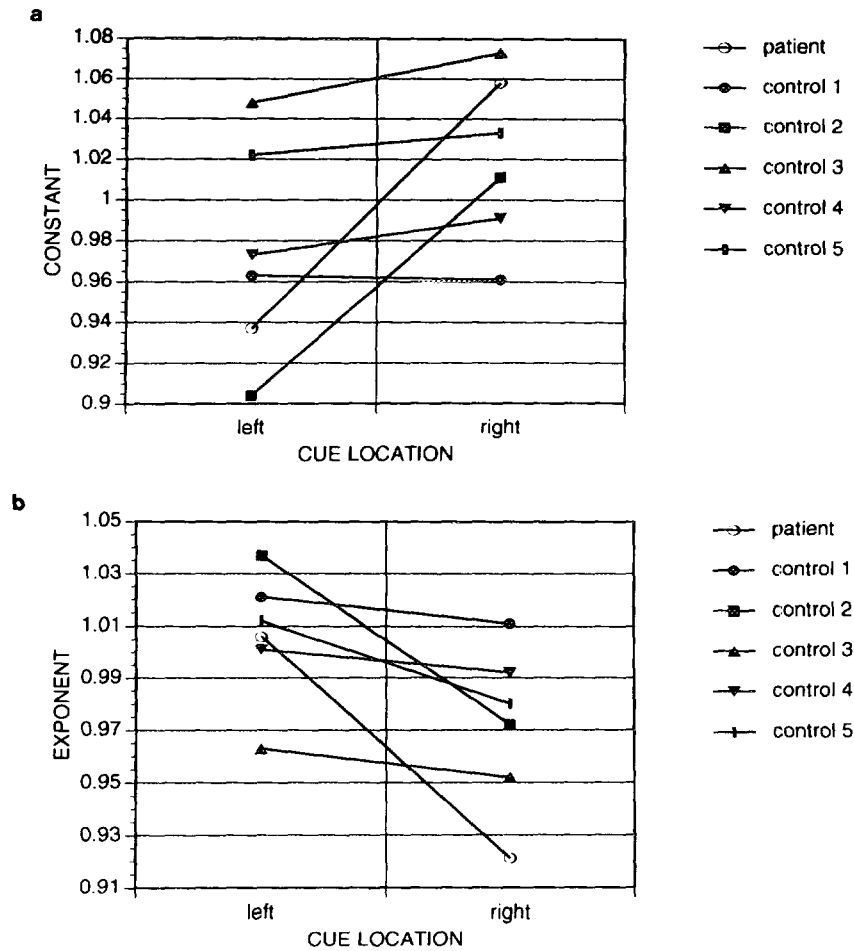 a
1.08
1.06
1.04
1.02
1
0.98
0.96
0.94
0.92
0.9
CONSTANT
left right
CUE LOCATION
patient
control 1
control 2
control 3
control 4
control 5
b
1.05
1.03
1.01
0.99
0.97
0.95
0.93
0.91
EXPONENT
left right
CUE LOCATION
patient
control 1
control 2
control 3
control 4
control 5